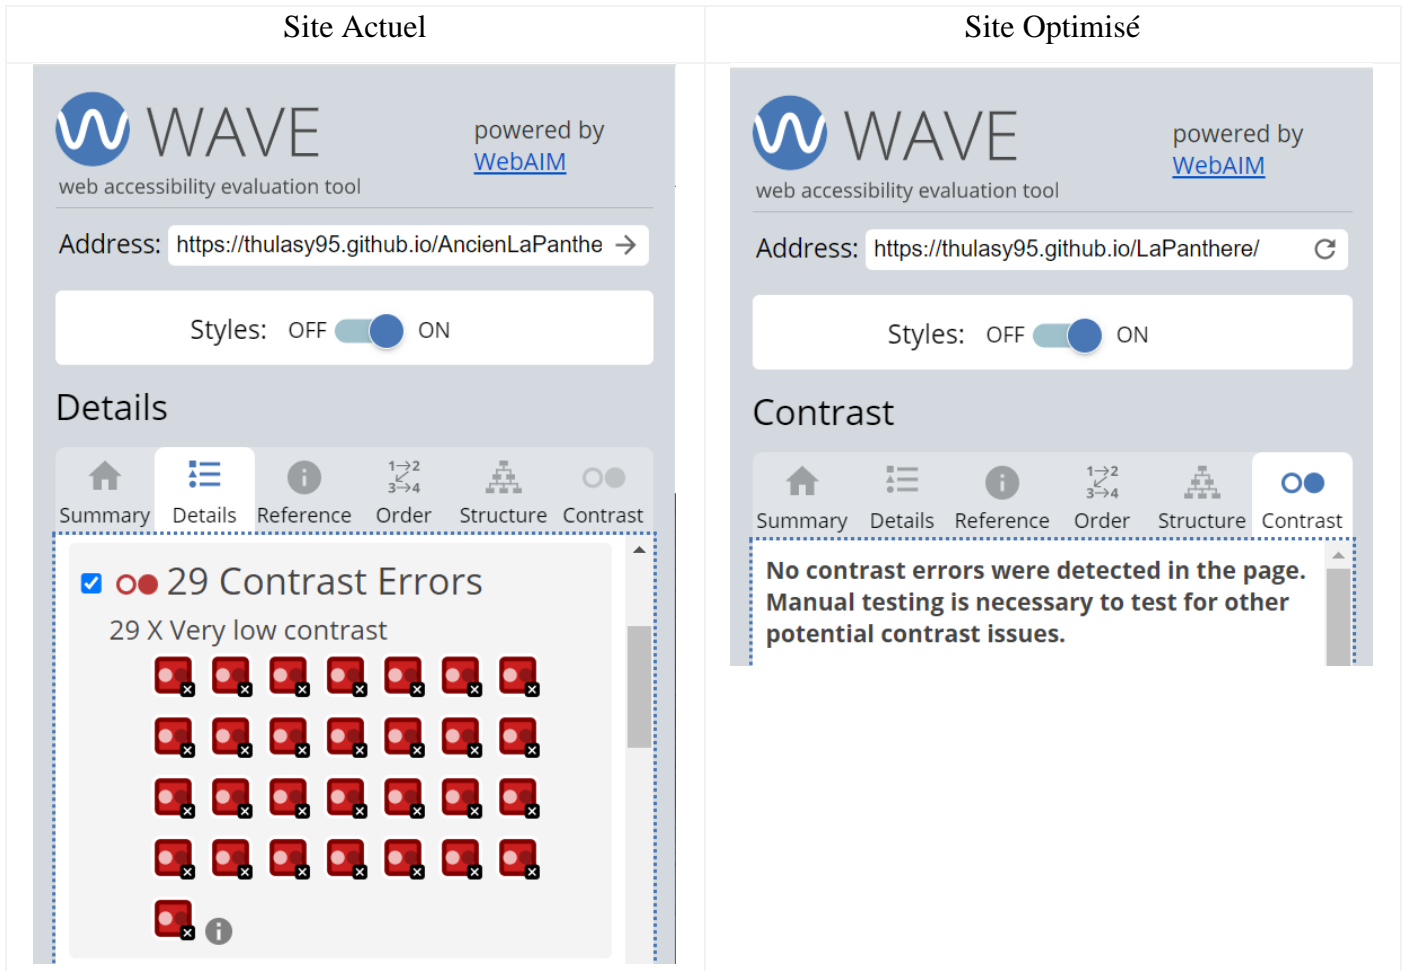 Site Actuel
Site Optimisé
WAVE
powered by
WebAIM
web accessibility evaluation tool
Address: https://thulasy95.github.io/AncienLaPanthe
Styles: OFF ON
Details
Summary Details Reference Order Structure Contrast
29 Contrast Errors
29 X Very low contrast
WAVE
powered by
WebAIM
web accessibility evaluation tool
Address: https://thulasy95.github.io/LaPanthere/
Styles: OFF ON
Contrast
Summary Details Reference Order Structure Contrast
No contrast errors were detected in the page.
Manual testing is necessary to test for other
potential contrast issues.